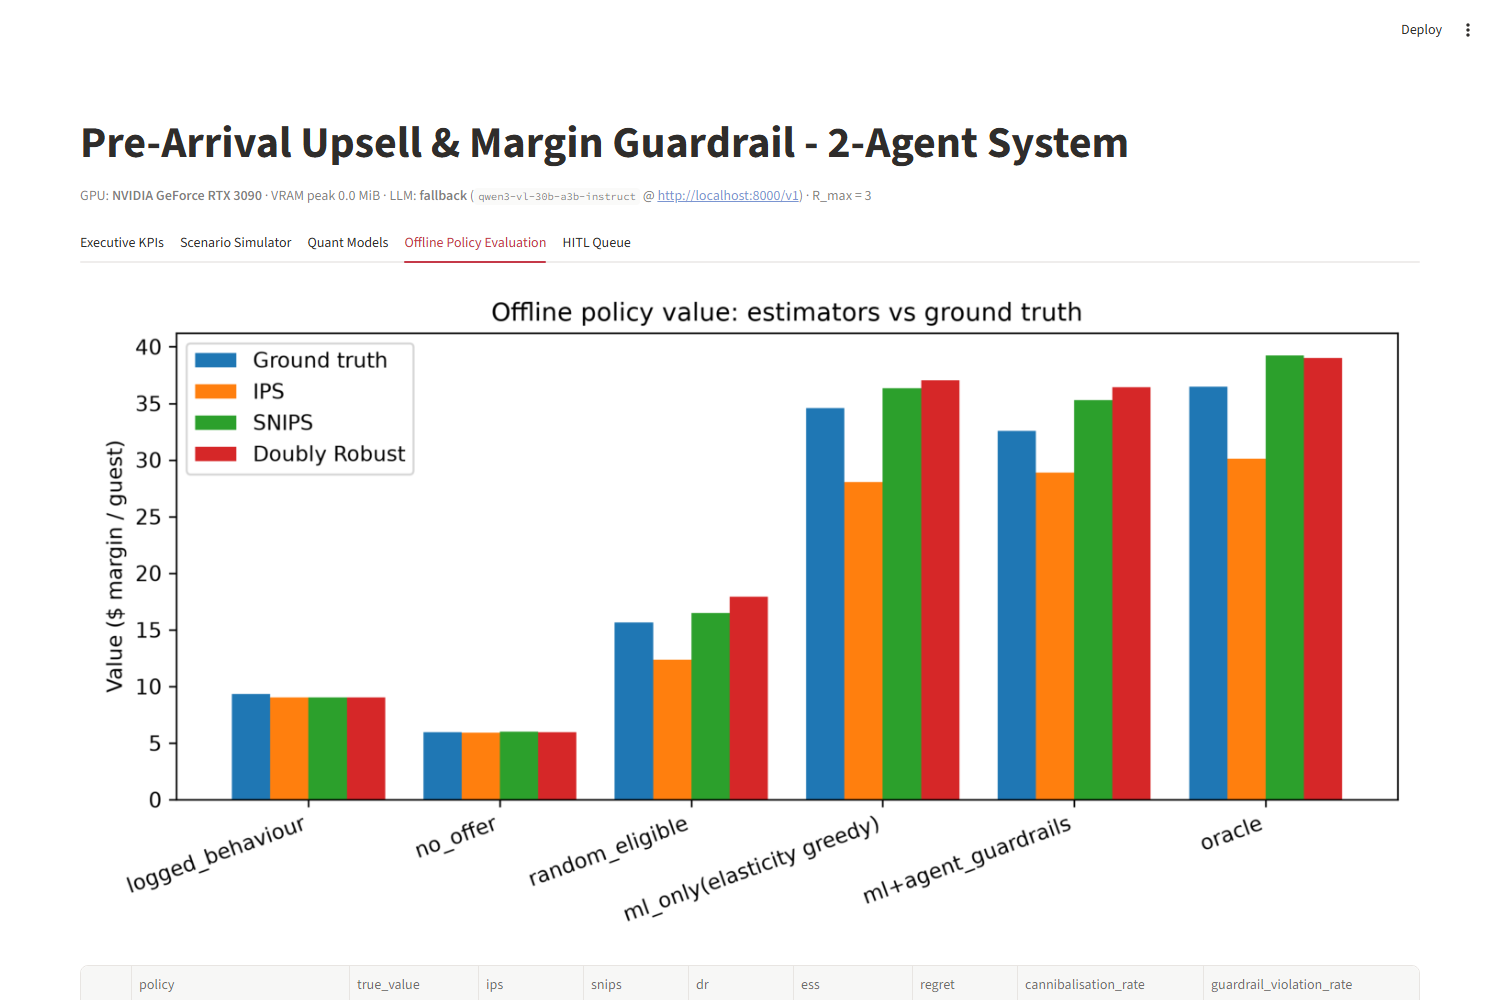 Deploy
Pre-Arrival Upsell & Margin Guardrail - 2-Agent System
GPU: NVIDIA GeForce RTX 3090 · VRAM peak 0.0 MiB · LLM: fallback ( qwen3-vl-30b-a3b-instruct @ http://localhost:8000/v1) · R_max = 3
Executive KPIs Scenario Simulator Quant Models Offline Policy Evaluation HITL Queue
Offline policy value: estimators vs ground truth
Ground truth
IPS
SNIPS
Doubly Robust
Value ($ margin / guest)
40
35
30
25
20
15
10
5
0
logged_behaviour
no_offer
random_eligible
ml_only(elasticity greedy)
ml+agent_guardrails
oracle
policy true_value ips snips dr ess regret cannibalisation_rate guardrail_violation_rate